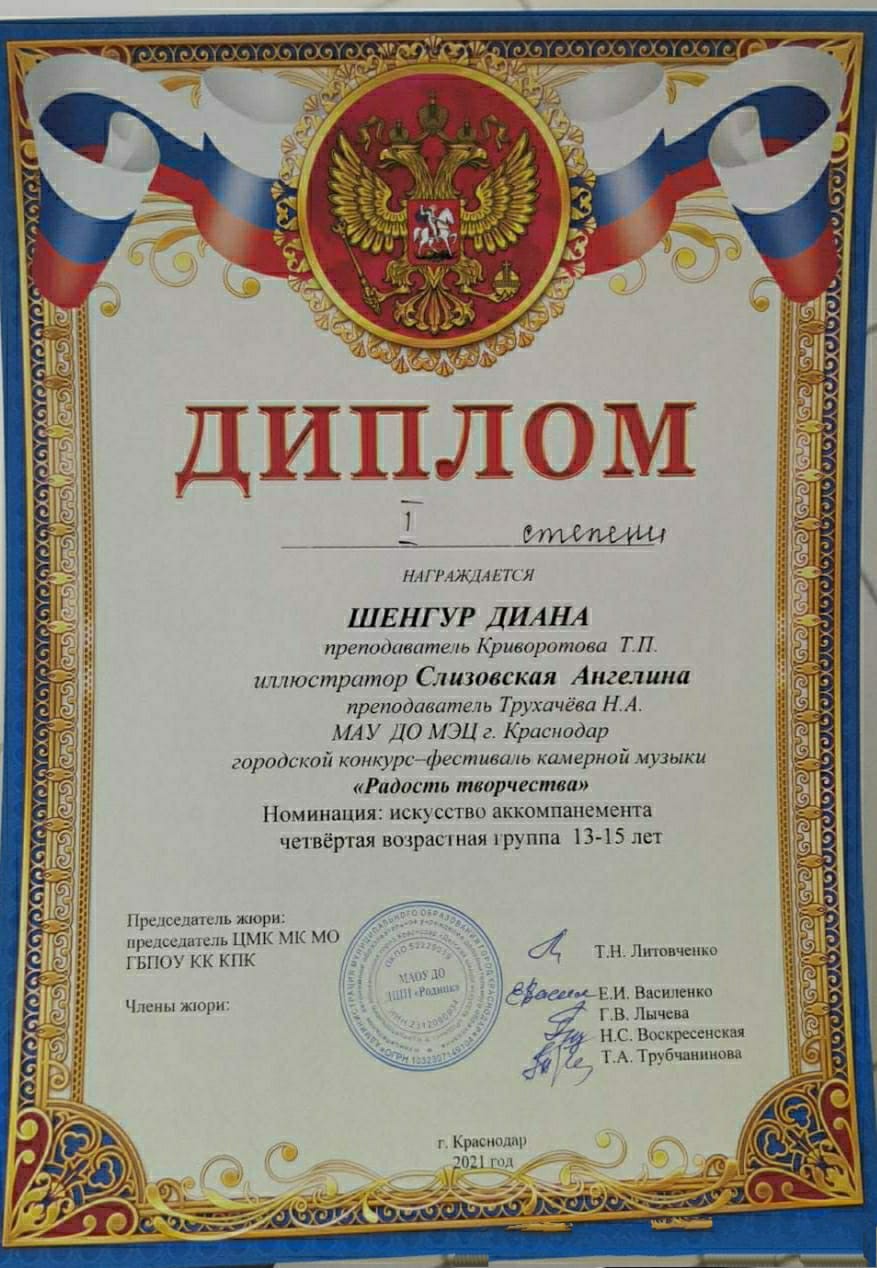 ДИПЛОМ
I степени
НАГРАЖДАЕТСЯ
ШЕНГУР ДИАНА
преподаватель Криворотова Т.П.
иллюстратор Слизовская Ангелина
преподаватель Трухачёва Н.А.
МАУ ДО МЭЦ г. Краснодар
городской конкурс–фестиваль камерной музыки
«Радость творчества»
Номинация: искусство аккомпанемента
четвёртая возрастная группа 13-15 лет
Председатель жюри:
председатель ЦМК МК МО
ГБПОУ КК КПК
Т.Н. Литовченко
Члены жюри:
Е.И. Василенко
Г.В. Лычева
Н.С. Воскресенская
Т.А. Трубчанинова
МАОУ ДО
«Родник»
г. Краснодар
2021 год